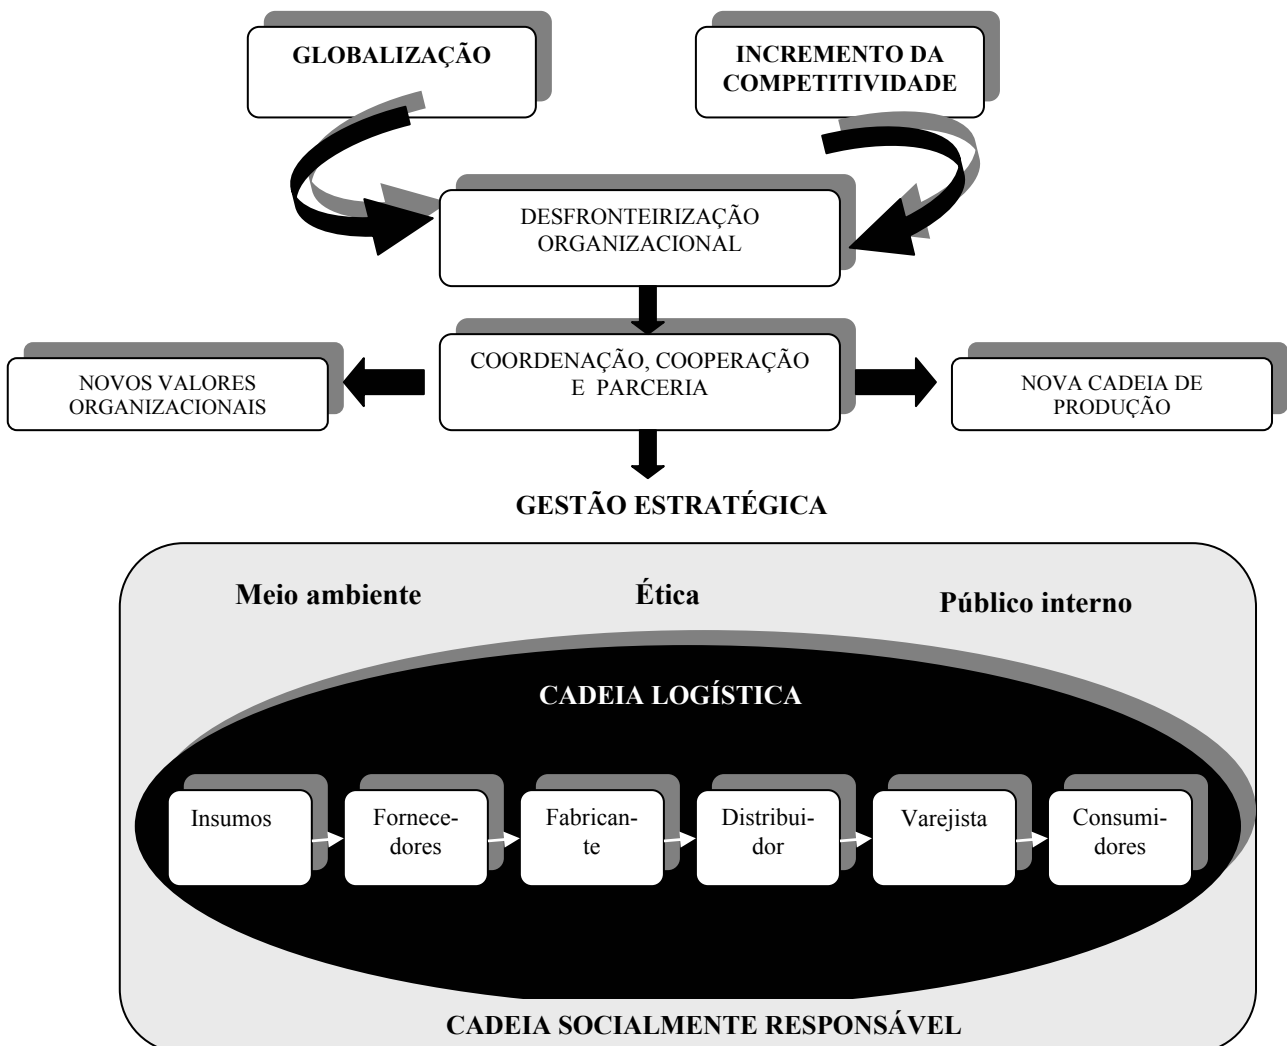 GLOBALIZAÇÃO
INCREMENTO DA
COMPETITIVIDADE
DESFRONTEIRIZAÇÃO
ORGANIZACIONAL
NOVOS VALORES
ORGANIZACIONAIS
COORDENAÇÃO, COOPERAÇÃO
E PARCERIA
NOVA CADEIA DE
PRODUÇÃO
GESTÃO ESTRATÉGICA
Meio ambiente
Ética
Público interno
CADEIA LOGÍSTICA
Insumos
Fornece-
dores
Fabrican-
te
Distribui-
dor
Varejista
Consumi-
dores
CADEIA SOCIALMENTE RESPONSÁVEL